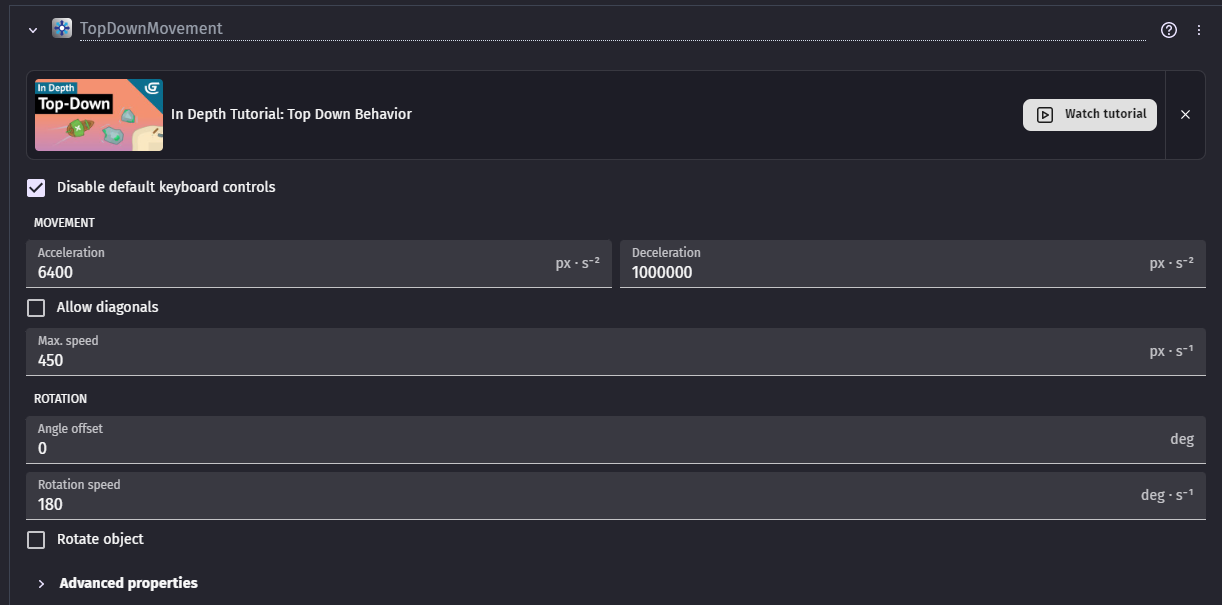 TopDownMovement
In Depth
Top-Down
In Depth Tutorial: Top Down Behavior
Watch tutorial
Disable default keyboard controls
MOVEMENT
Acceleration
6400
px · s⁻²
Deceleration
1000000
px · s⁻²
Allow diagonals
Max. speed
450
px · s⁻¹
ROTATION
Angle offset
0
deg
Rotation speed
180
deg · s⁻¹
Rotate object
Advanced properties